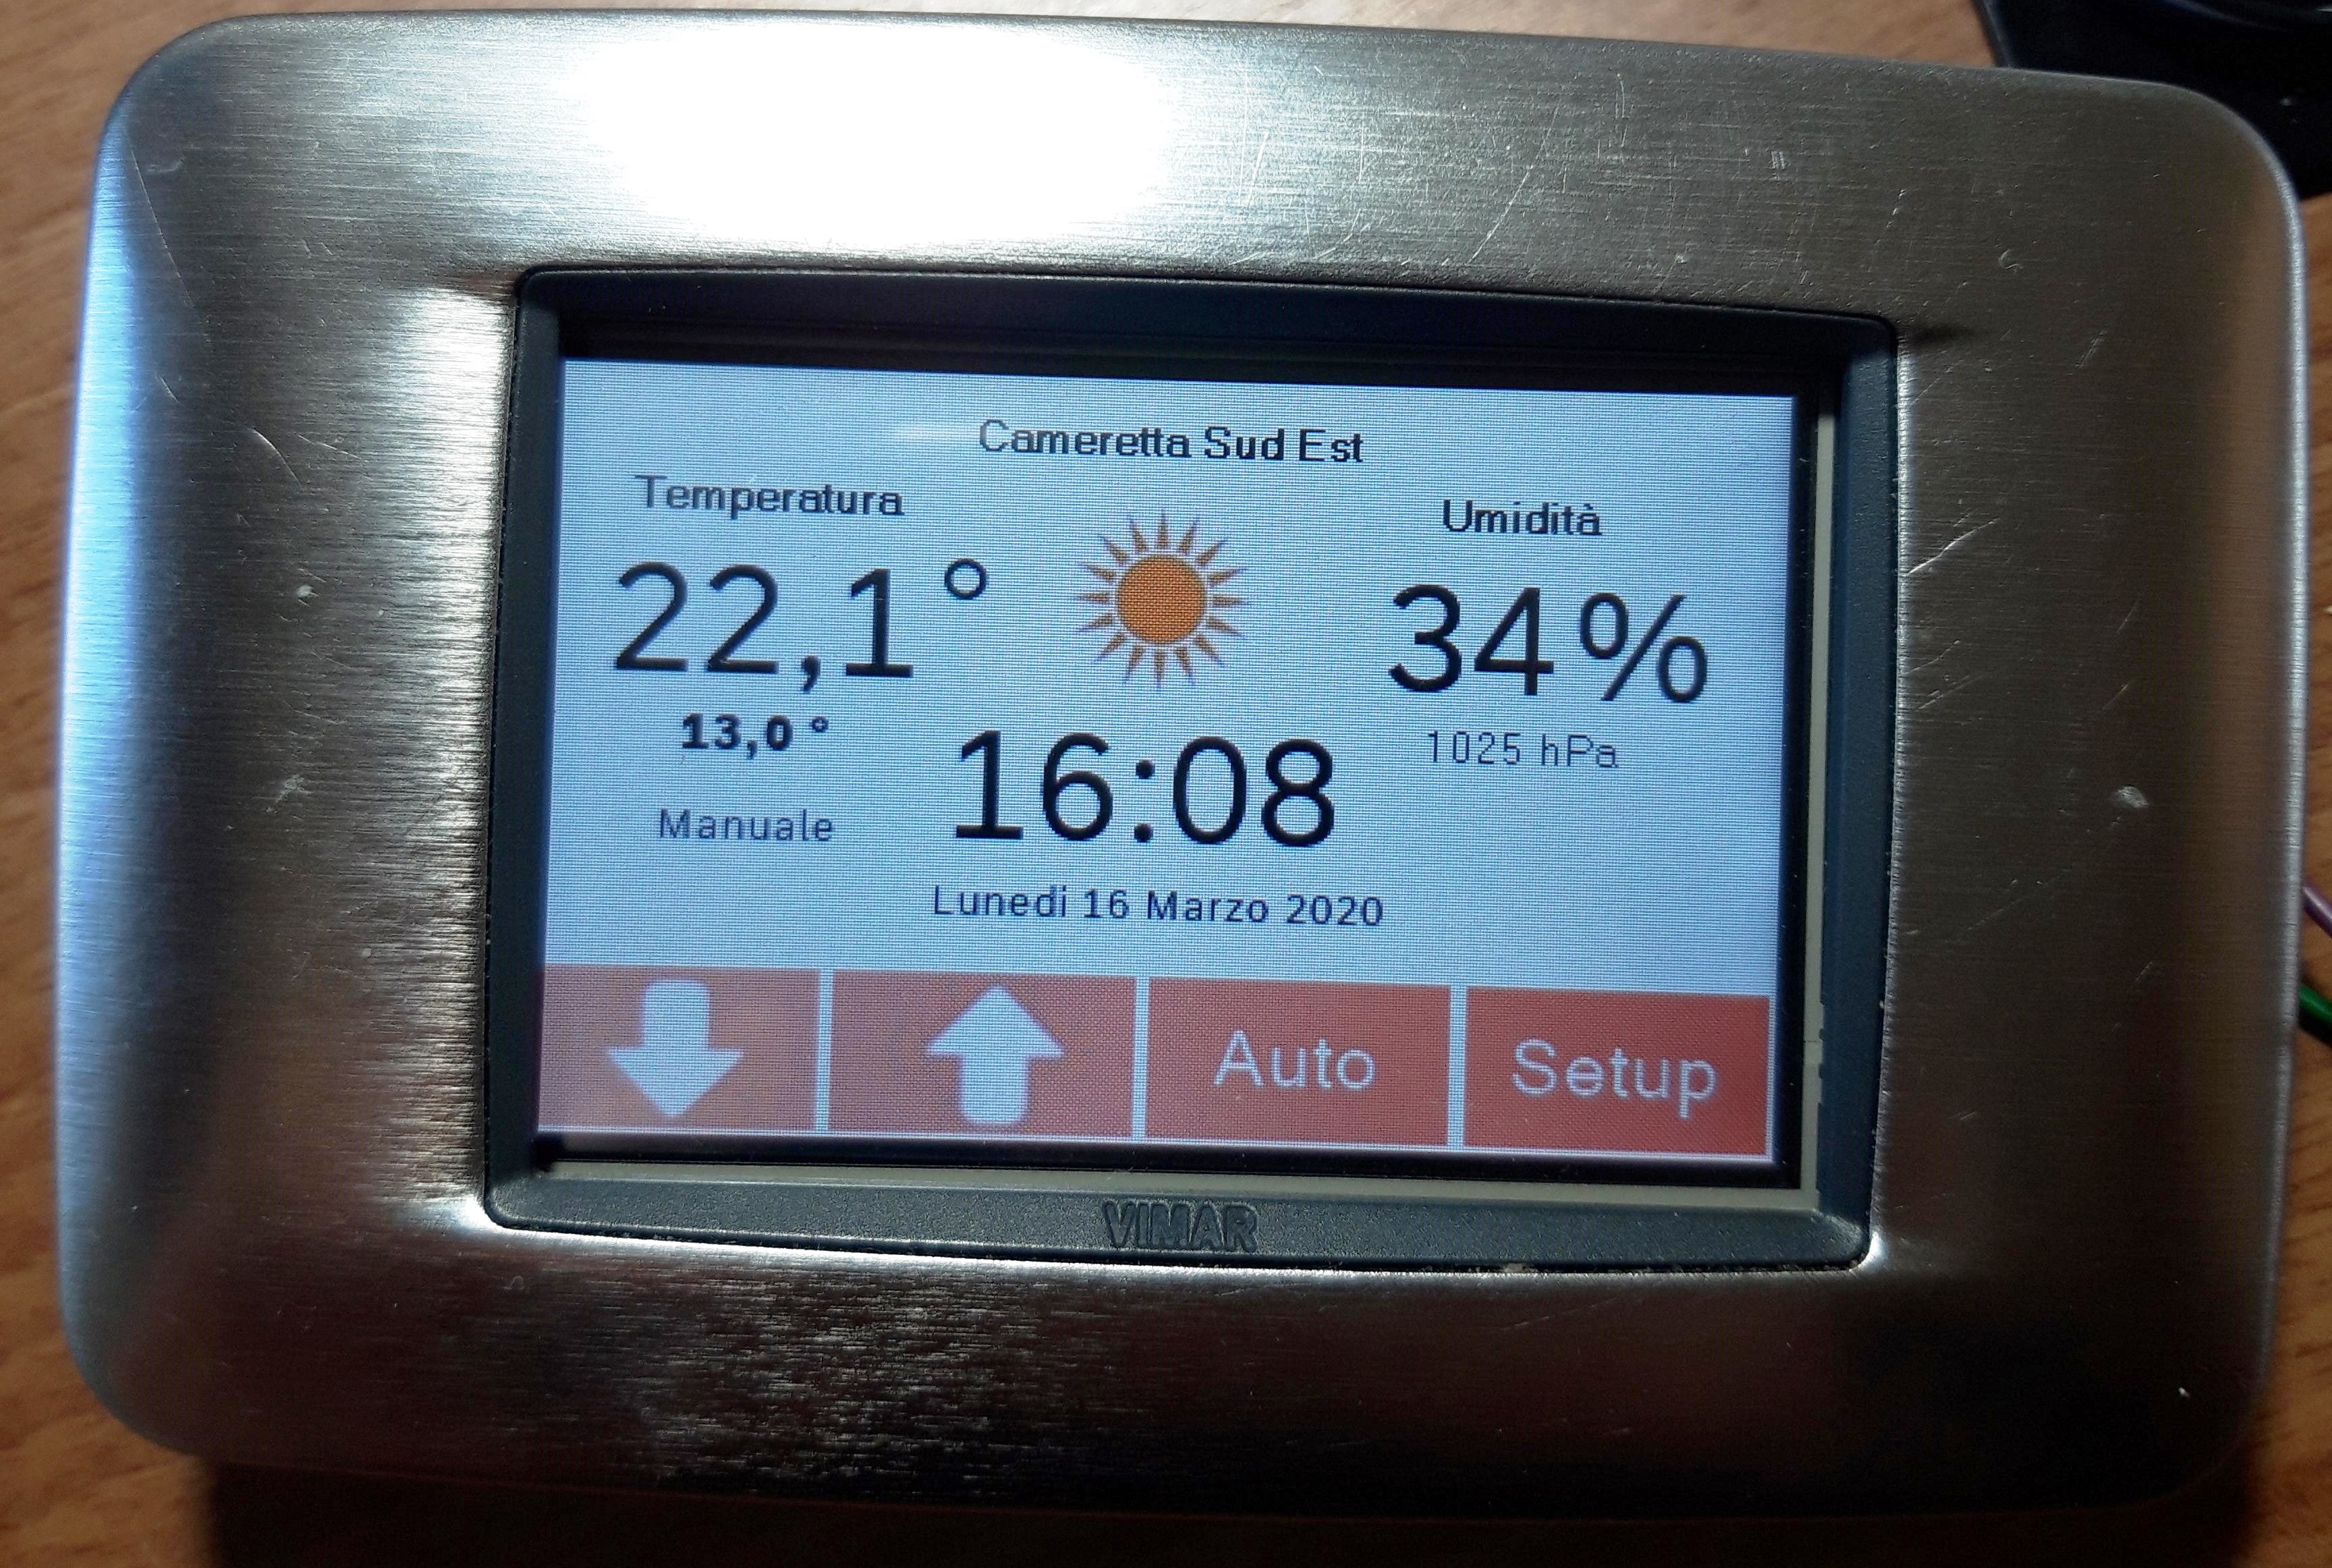 Cameretta Sud Est
Temperatura
Umidità
22,1°
34%
13,0 °
1025 hPa
16:08
Manuale
Lunedi 16 Marzo 2020
Auto
Setup
VIMAR